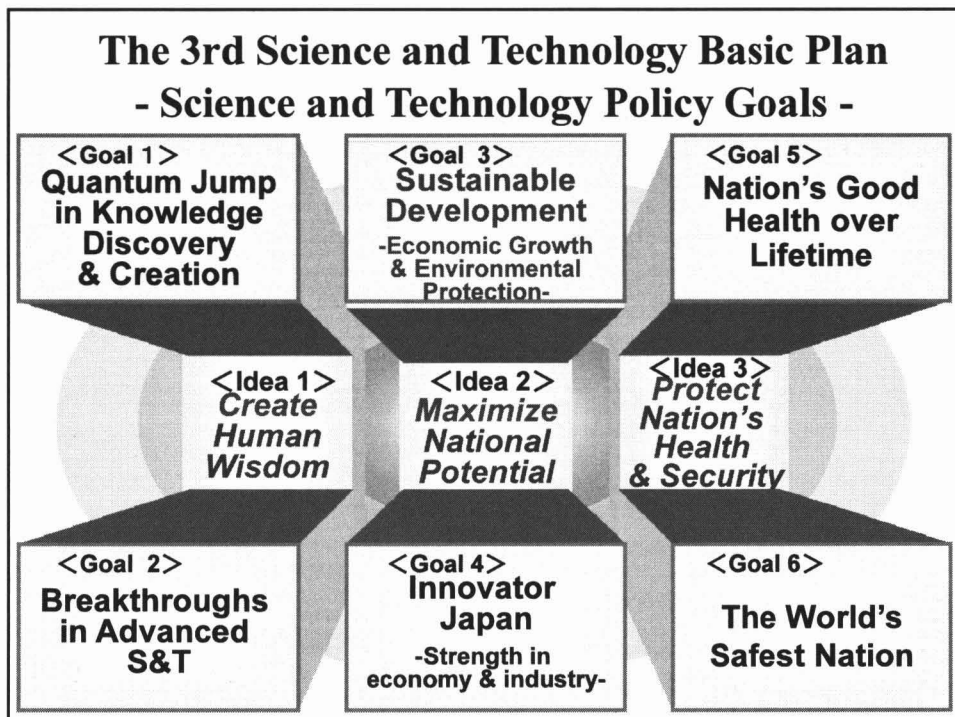 The 3rd Science and Technology Basic Plan
- Science and Technology Policy Goals -
<Goal 1>
Quantum Jump
in Knowledge
Discovery
& Creation
<Goal 3>
Sustainable
Development
-Economic Growth
& Environmental
Protection-
<Goal 5>
Nation's Good
Health over
Lifetime
<Idea 1>
Create
Human
Wisdom
<Idea 2>
Maximize
National
Potential
<Idea 3>
Protect
Nation's
Health
& Security
<Goal 2>
Breakthroughs
in Advanced
S&T
<Goal 4>
Innovator
Japan
-Strength in
economy & industry-
<Goal 6>
The World's
Safest Nation